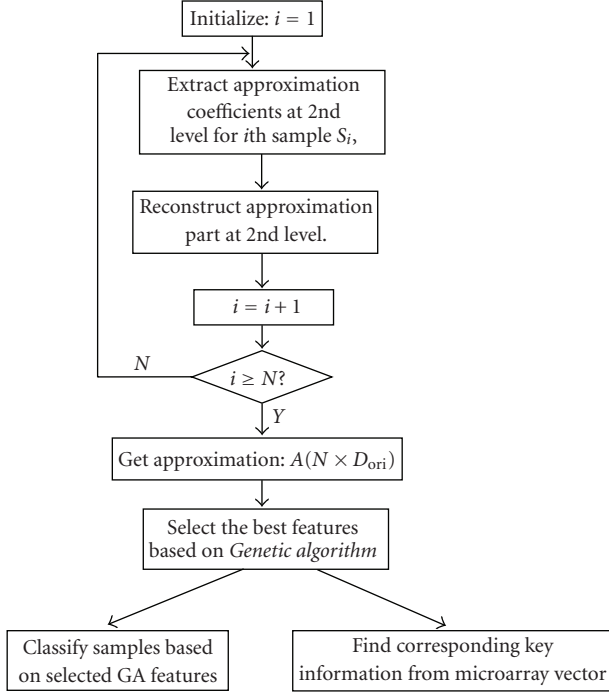 Initialize: i = 1
Extract approximation
coefficients at 2nd
level for ith sample Sᵢ,
Reconstruct approximation
part at 2nd level.
i = i + 1
N
i ≥ N?
Y
Get approximation: A(N × D_ori)
Select the best features
based on Genetic algorithm
Classify samples based
on selected GA features
Find corresponding key
information from microarray vector